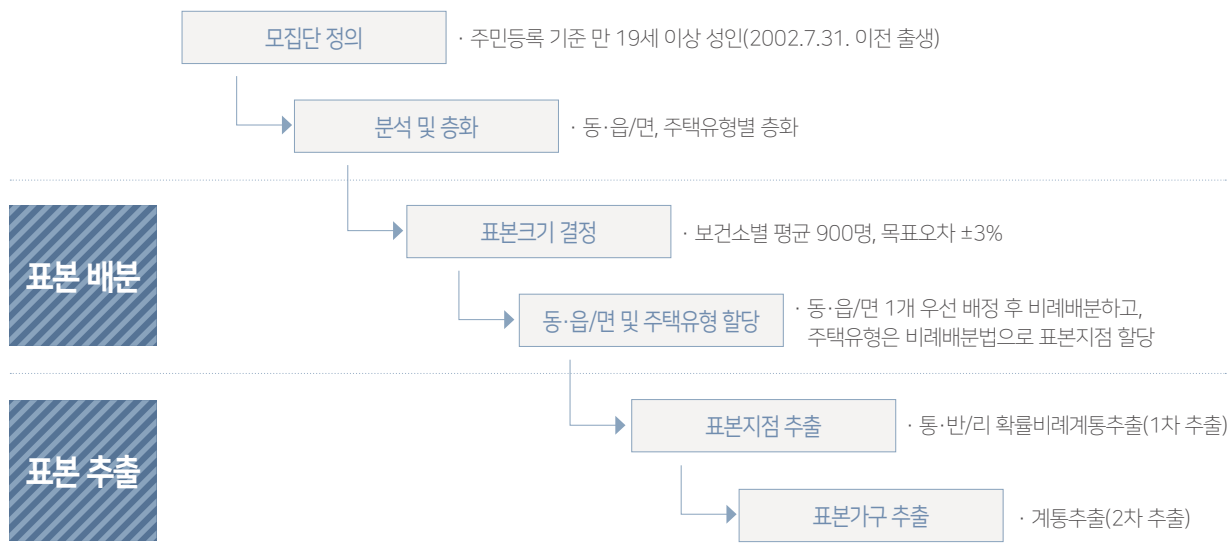 모집단 정의
· 주민등록 기준 만 19세 이상 성인(2002.7.31. 이전 출생)
분석 및 층화
· 동·읍/면, 주택유형별 층화
표본 배분
표본크기 결정
· 보건소별 평균 900명, 목표오차 ±3%
동·읍/면 및 주택유형 할당
· 동·읍/면 1개 우선 배정 후 비례배분하고,
주택유형은 비례배분법으로 표본지점 할당
표본 추출
표본지점 추출
· 통·반/리 확률비례계통추출(1차 추출)
표본가구 추출
· 계통추출(2차 추출)